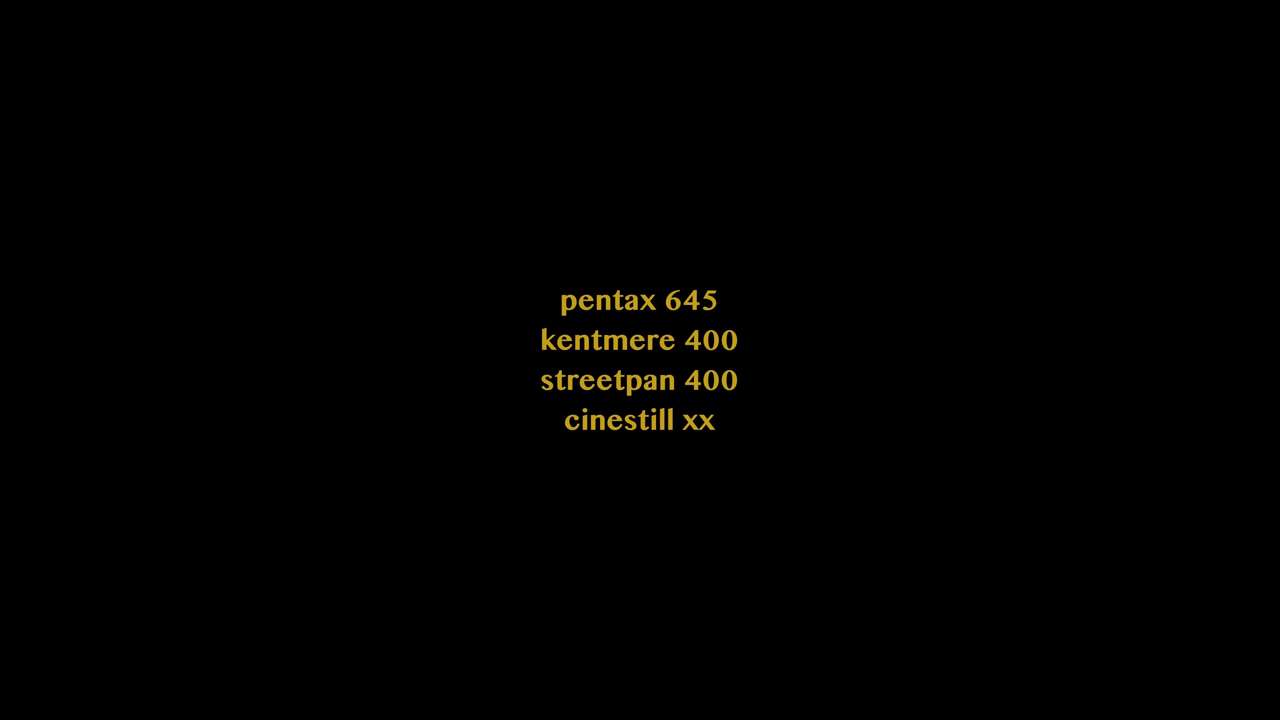 pentax 645
kentmere 400
streetpan 400
cinestill xx